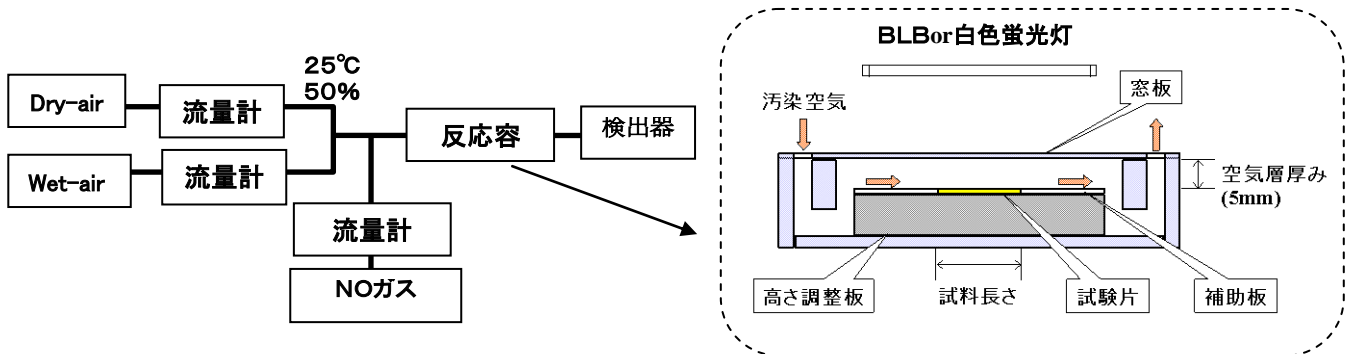 Dry-air
流量計
25℃
50%
Wet-air
流量計
反応容
検出器
流量計
NOガス
BLBor白色蛍光灯
汚染空気
窓板
空気層厚み
(5mm)
高さ調整板
試料長さ
試験片
補助板